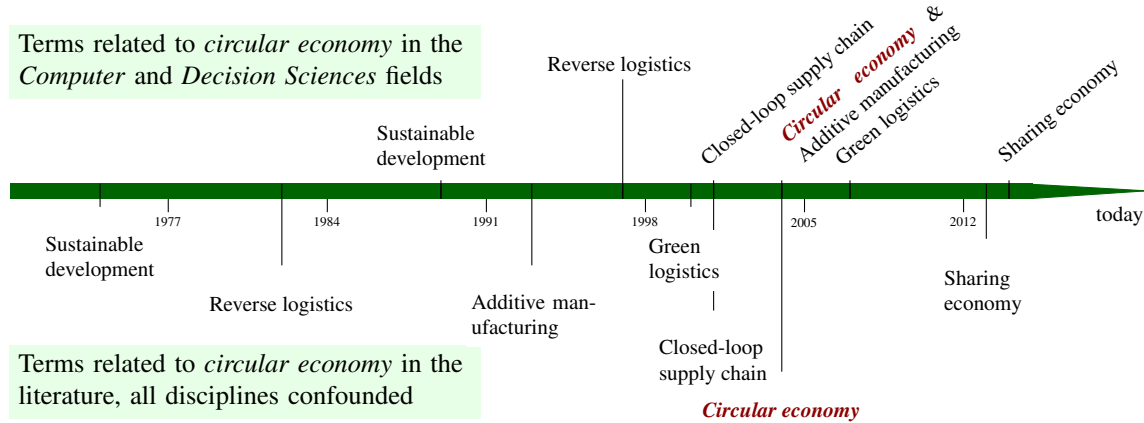 Terms related to circular economy in the
Computer and Decision Sciences fields
Reverse logistics
Sustainable
development
Closed-loop supply chain
Circular economy &
Additive manufacturing
Green logistics
Sharing economy
1977
1984
1991
1998
2005
2012
today
Sustainable
development
Reverse logistics
Additive man-
ufacturing
Green
logistics
Closed-loop
supply chain
Circular economy
Sharing
economy
Terms related to circular economy in the
literature, all disciplines confounded